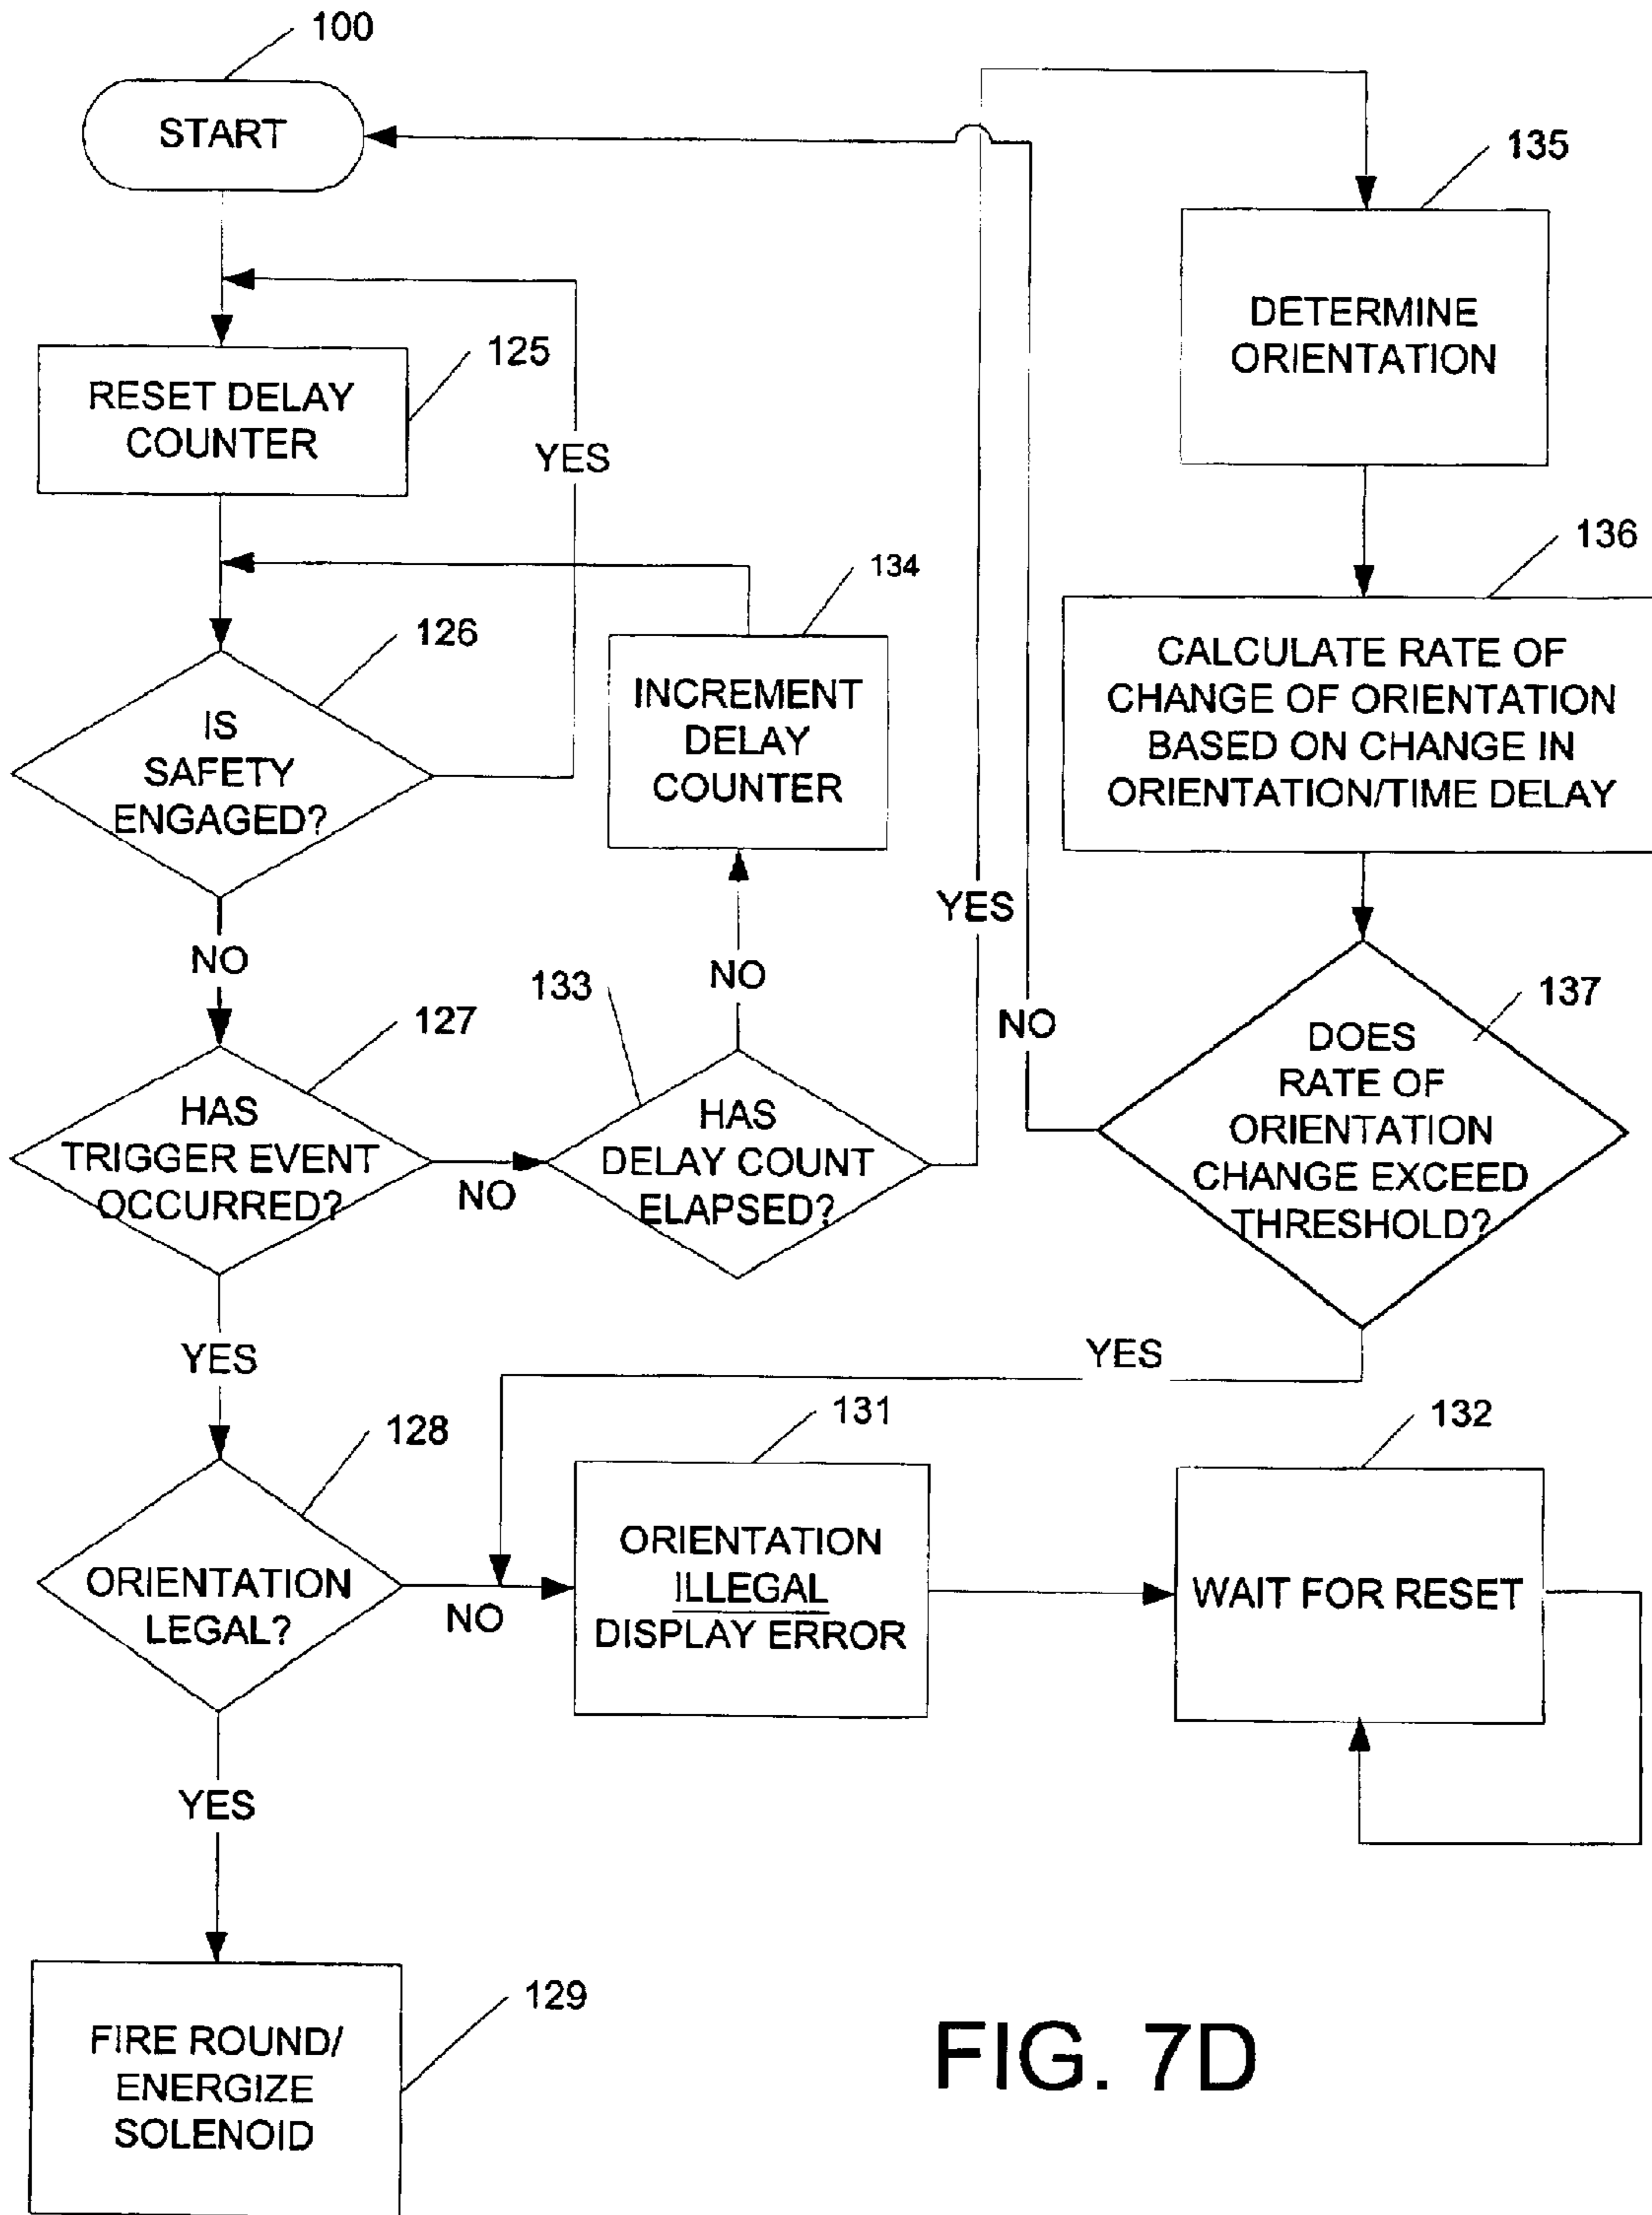 100
START
135
DETERMINE
ORIENTATION
125
RESET DELAY
COUNTER
YES
136
CALCULATE RATE OF
CHANGE OF ORIENTATION
BASED ON CHANGE IN
ORIENTATION/TIME DELAY
134
INCREMENT
DELAY
COUNTER
126
IS
SAFETY
ENGAGED?
YES
NO
NO
NO
137
DOES
RATE OF
ORIENTATION
CHANGE EXCEED
THRESHOLD?
127
HAS
TRIGGER EVENT
OCCURRED?
NO
133
HAS
DELAY COUNT
ELAPSED?
YES
YES
128
ORIENTATION
LEGAL?
NO
131
ORIENTATION
ILLEGAL
DISPLAY ERROR
132
WAIT FOR RESET
YES
129
FIRE ROUND/
ENERGIZE
SOLENOID
FIG. 7D